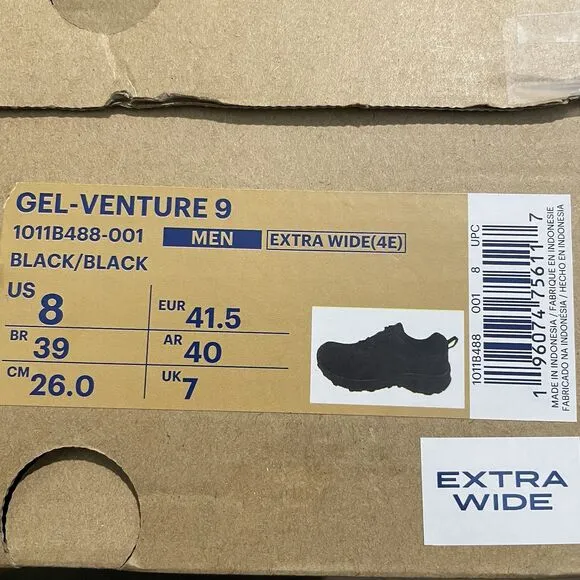 GEL-VENTURE 9
1011B488-001 MEN EXTRA WIDE(4E)
BLACK/BLACK
US 8 EUR 41.5
BR 39 AR 40
CM 26.0 UK 7
1011B488 001 8 UPC
1 96074 75611 7
MADE IN INDONESIA / FABRIQUE EN INDONESIE
FABRICADO NA INDONÉSIA / HECHO EN INDONESIA
EXTRA
WIDE